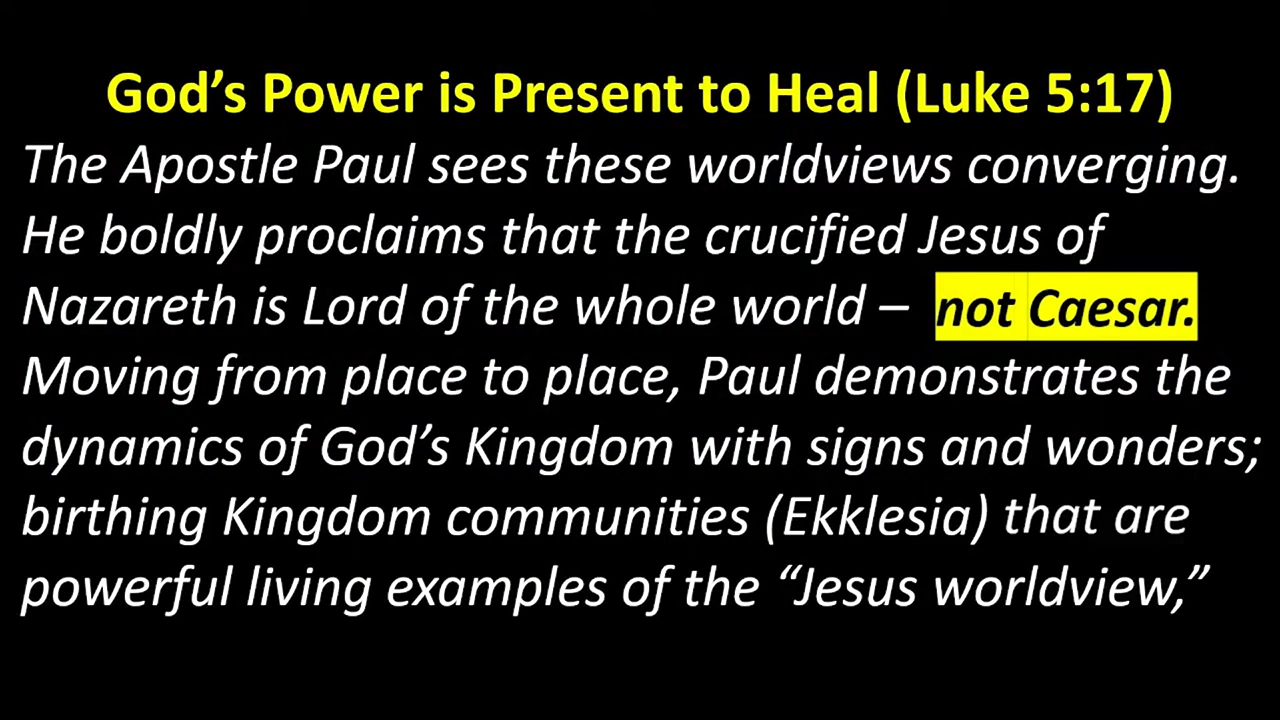 God’s Power is Present to Heal (Luke 5:17)
The Apostle Paul sees these worldviews converging.
He boldly proclaims that the crucified Jesus of
Nazareth is Lord of the whole world – not Caesar.
Moving from place to place, Paul demonstrates the
dynamics of God’s Kingdom with signs and wonders;
birthing Kingdom communities (Ekklesia) that are
powerful living examples of the “Jesus worldview,”